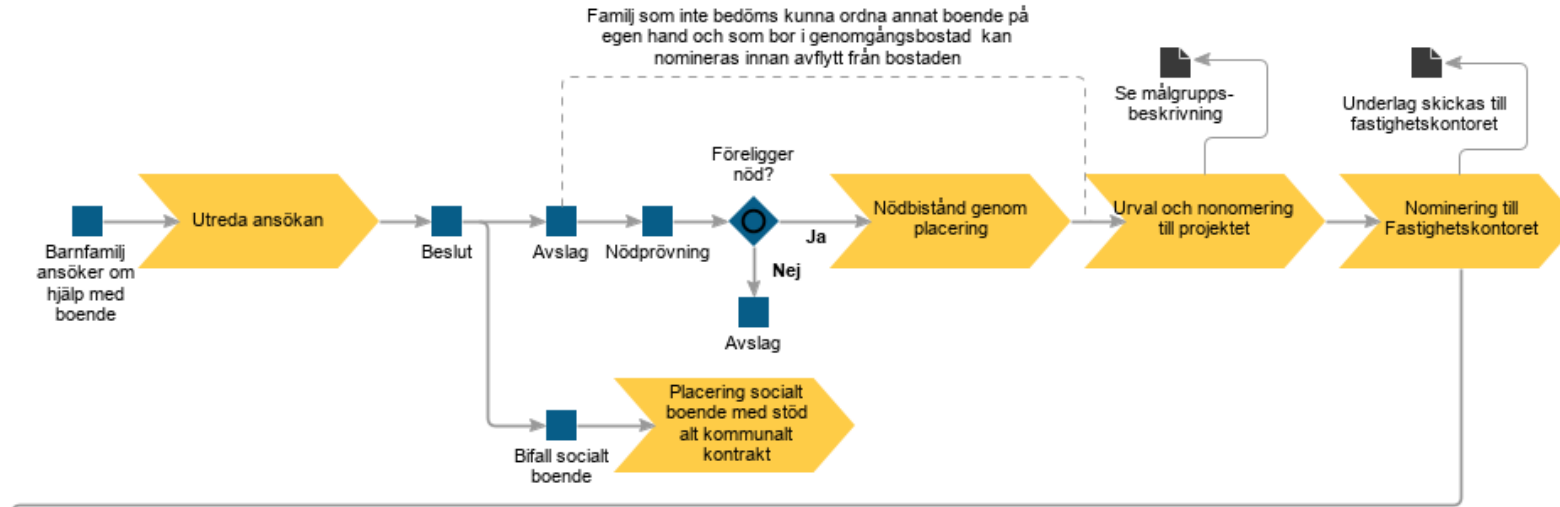 Familj som inte bedöms kunna ordna annat boende på
egen hand och som bor i genomgångsbostad kan
nomineras innan avflytt från bostaden
Se målgrupps-
beskrivning
Underlag skickas till
fastighetskontoret
Föreligger
nöd?
Utreda ansökan
Nödbistånd genom
placering
Urval och nonomering
till projektet
Nominering till
Fastighetskontoret
Ja
Barnfamilj
ansöker om
hjälp med
boende
Beslut
Avslag
Nödprövning
Nej
Avslag
Placering socialt
boende med stöd
alt kommunalt
kontrakt
Bifall socialt
boende